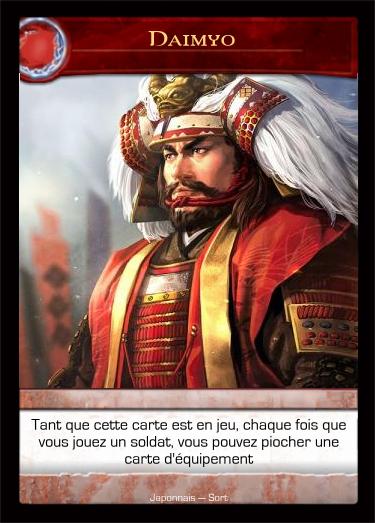 Daimyo
Tant que cette carte est en jeu, chaque fois que
vous jouez un soldat, vous pouvez piocher une
carte d'équipement
Japonnais — Sort